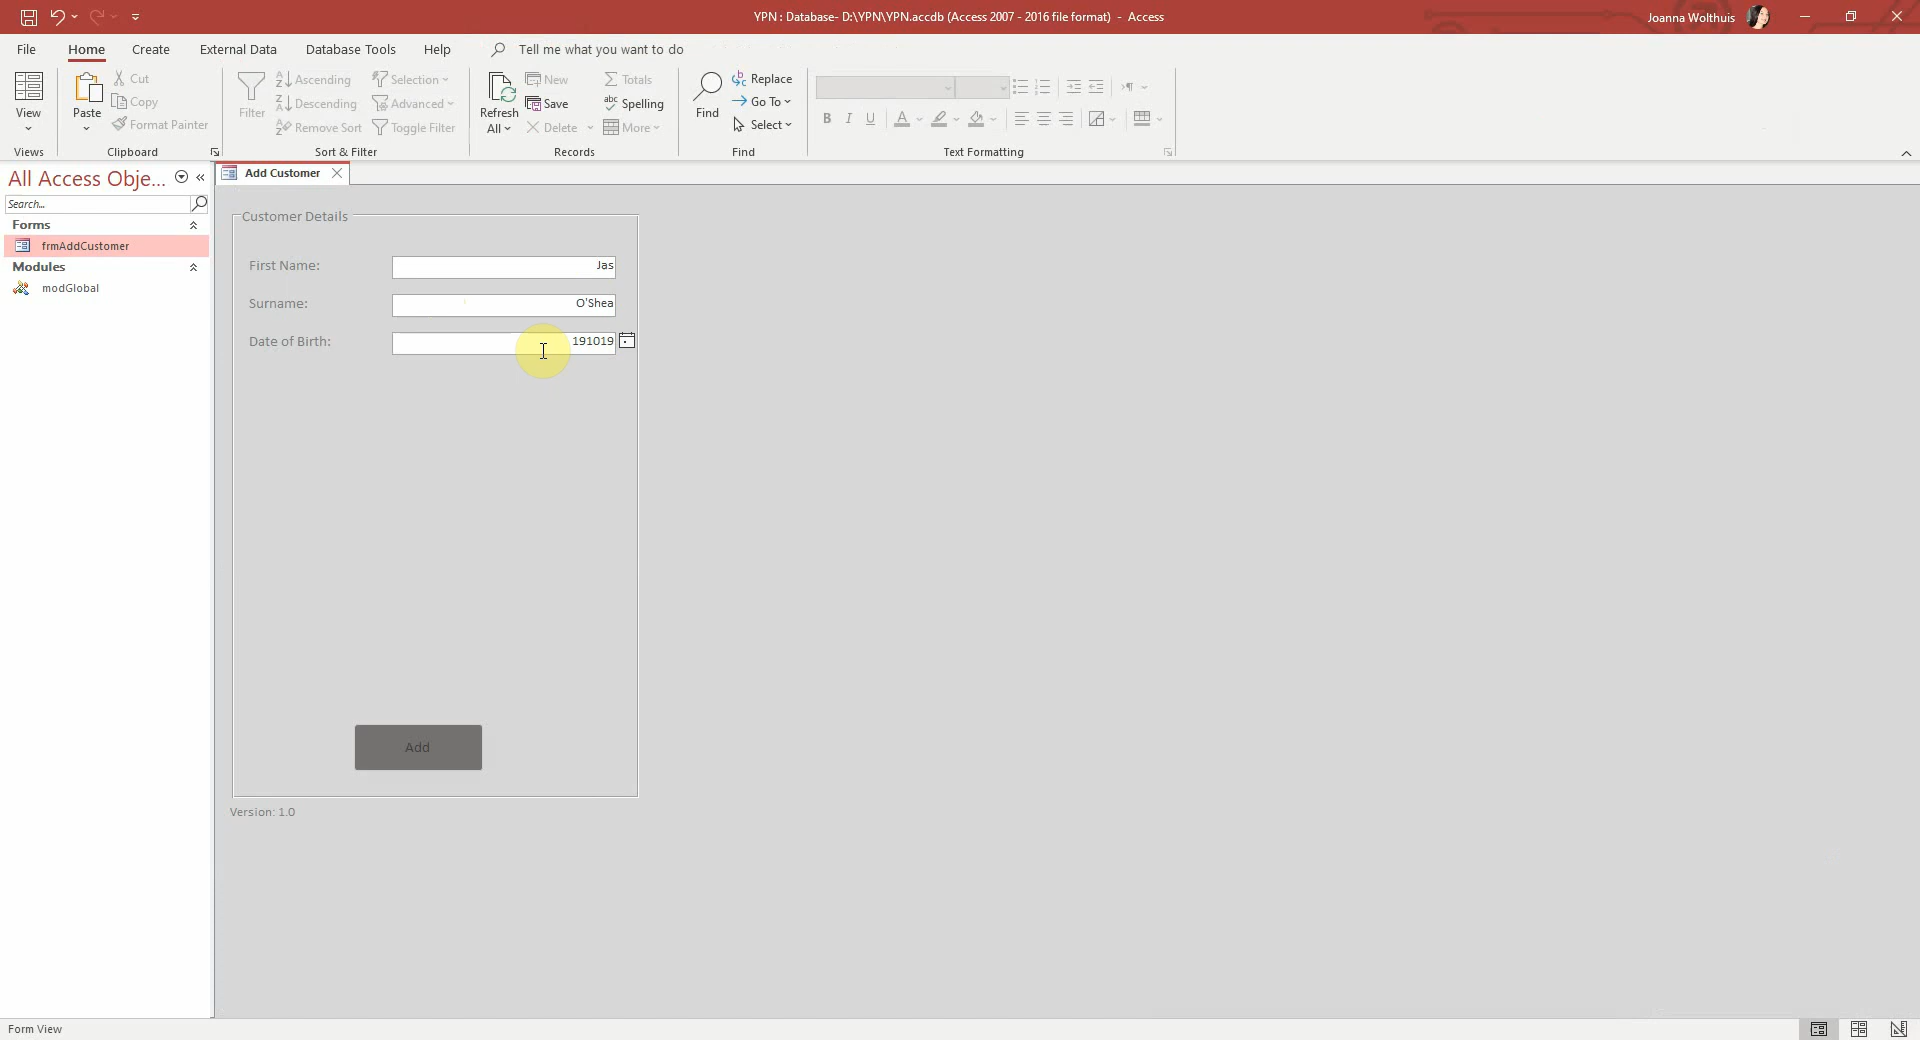 YPN : Database- D:\YPN\YPN.accdb (Access 2007 - 2016 file format) - Access
Joanna Wolthuis
File Home Create External Data Database Tools Help Tell me what you want to do
View
Views
Paste
Cut
Copy
Format Painter
Clipboard
Filter
Ascending
Descending
Remove Sort
Selection
Advanced
Toggle Filter
Sort & Filter
Refresh
All
New
Save
Delete
Totals
Spelling
More
Records
Find
Replace
Go To
Select
Find
B I U
Text Formatting
All Access Obje...
Search...
Forms
frmAddCustomer
Modules
modGlobal
Add Customer
Customer Details
First Name: Jas
Surname: O'Shea
Date of Birth: 191019
Add
Version: 1.0
Form View